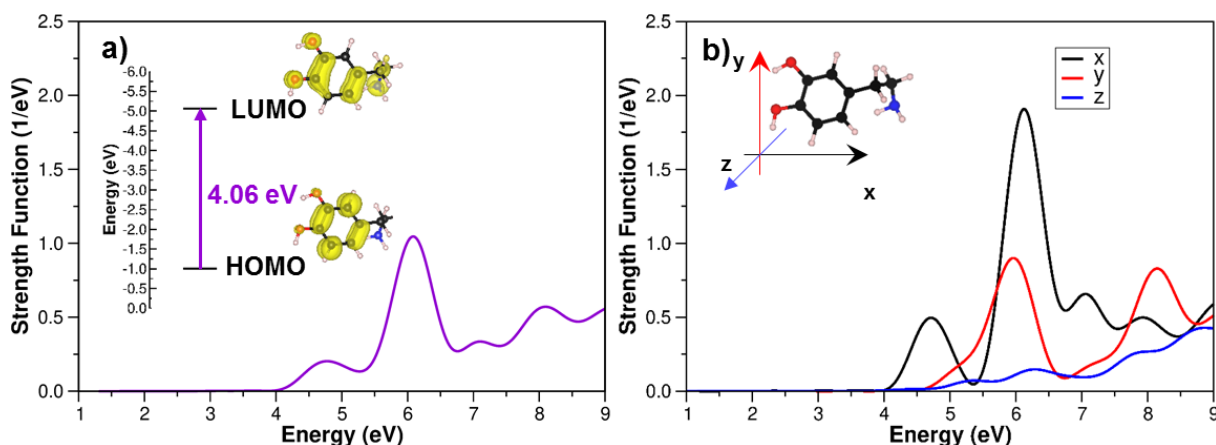 a)
Strength Function (1/eV)
2.5
2.0
1.5
1.0
0.5
0.0
Energy (eV)
-6.0
-5.5
-5.0
-4.5
-4.0
-3.5
-3.0
-2.5
-2.0
-1.5
-1.0
-0.5
0.0
LUMO
4.06 eV
HOMO
1 2 3 4 5 6 7 8 9
Energy (eV)
b)
Strength Function (1/eV)
2.5
2.0
1.5
1.0
0.5
0.0
y
z
x
x
y
z
1 2 3 4 5 6 7 8 9
Energy (eV)